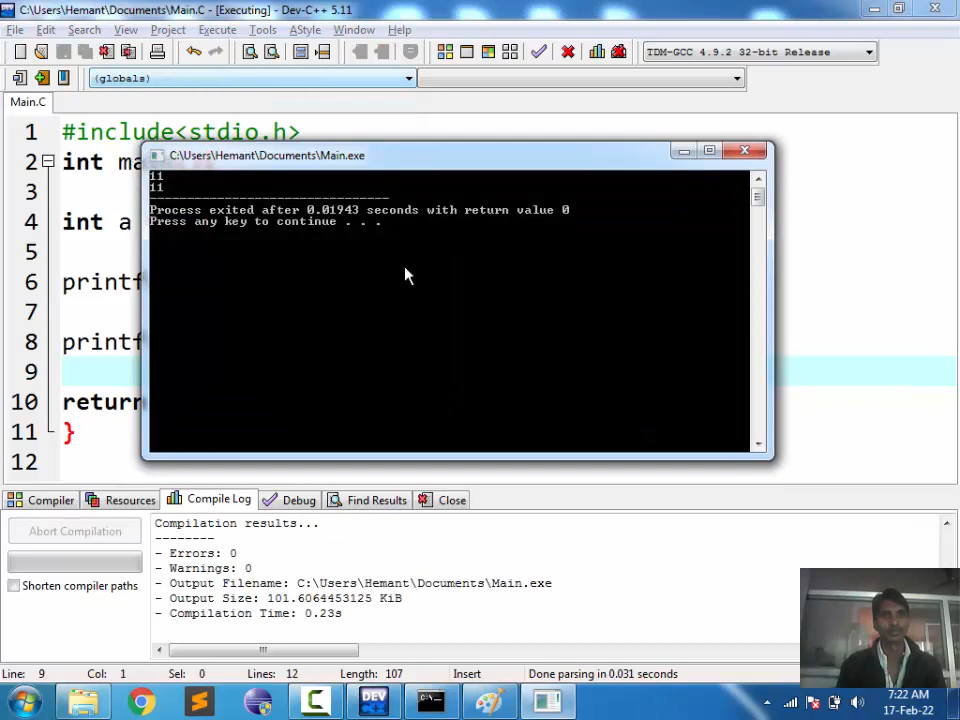 C:\Users\Hemant\Documents\Main.C - [Executing] - Dev-C++ 5.11
File Edit Search View Project Execute Tools AStyle Window Help
TDM-GCC 4.9.2 32-bit Release
(globals)
Main.C
1 #include<stdio.h>
2 int
3
4 int a
5
6
7
8
9
10 return
11 }
12
C:\Users\Hemant\Documents\Main.exe
11
11
--------------------------------
Process exited after 0.01943 seconds with return value 0
Press any key to continue . . .
Compiler Resources Compile Log Debug Find Results Close
Abort Compilation
Shorten compiler paths
Compilation results...
--------
- Errors: 0
- Warnings: 0
- Output Filename: C:\Users\Hemant\Documents\Main.exe
- Output Size: 101.6064453125 KiB
- Compilation Time: 0.23s
Line: 9 Col: 1 Sel: 0 Lines: 12 Length: 107 Insert Done parsing in 0.031 seconds
DEV
7:22 AM
17-Feb-22